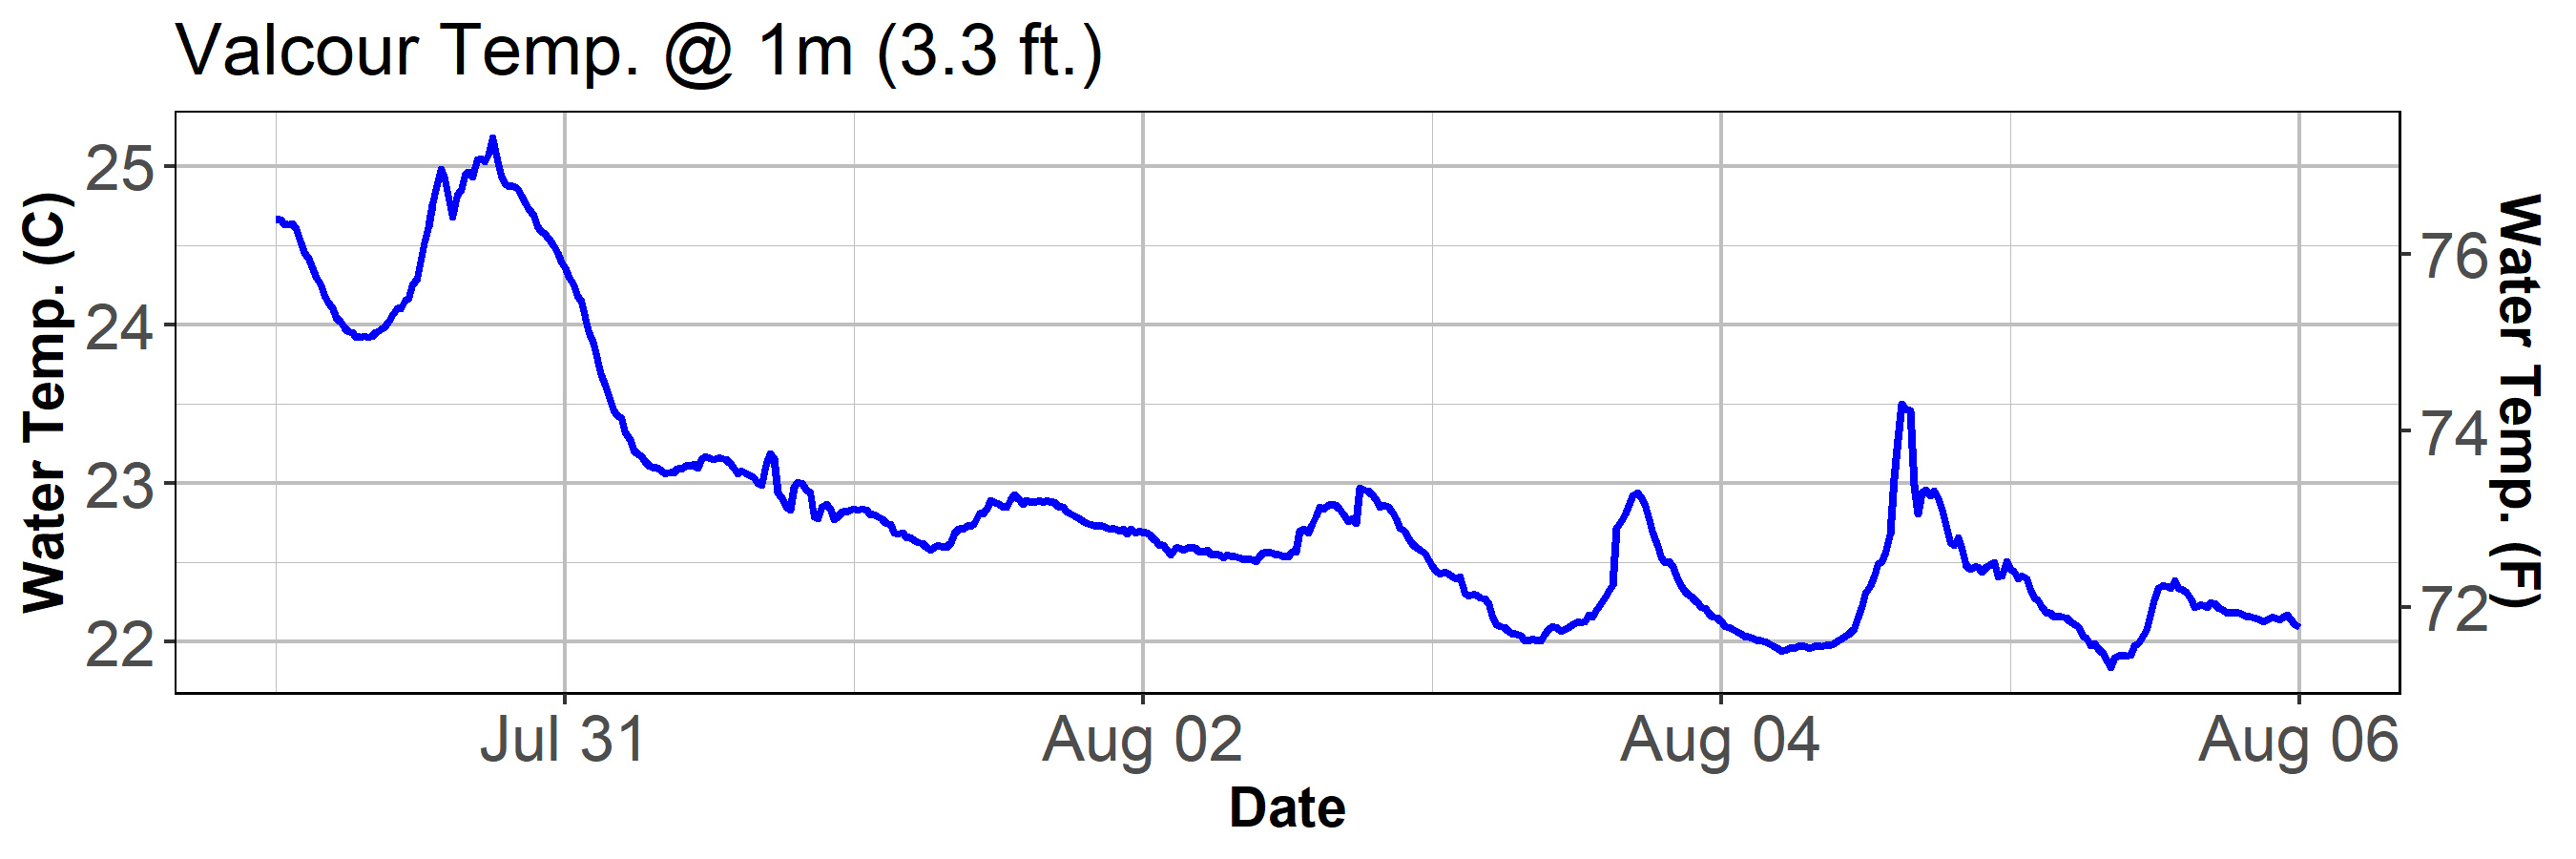 Valcour Temp. @ 1m (3.3 ft.)
Water Temp. (C)
25
24
23
22
76
74
72
Water Temp. (F)
Jul 31
Aug 02
Aug 04
Aug 06
Date